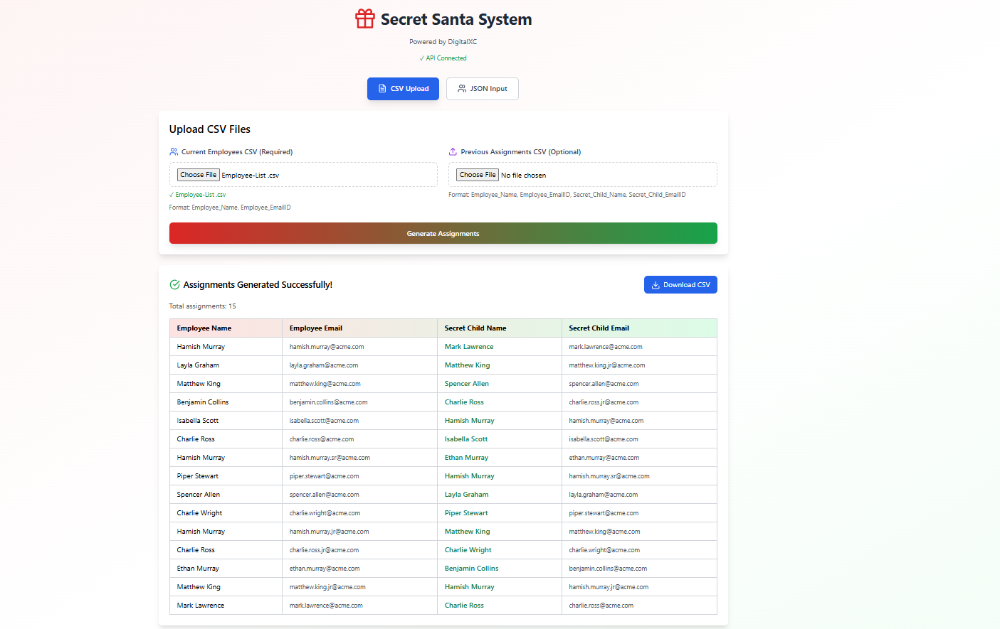 Secret Santa System
Powered by DigitalXC
✓ API Connected
CSV Upload JSON Input
Upload CSV Files
Current Employees CSV (Required) Previous Assignments CSV (Optional)
Choose File Employee-List .csv Choose File No file chosen
✓ Employee-List .csv Format: Employee_Name, Employee_EmailID, Secret_Child_Name, Secret_Child_EmailID
Format: Employee_Name, Employee_EmailID
Generate Assignments
Assignments Generated Successfully! Download CSV
Total assignments: 15
Employee Name Employee Email Secret Child Name Secret Child Email
Hamish Murray hamish.murray@acme.com Mark Lawrence mark.lawrence@acme.com
Layla Graham layla.graham@acme.com Matthew King matthew.king.jr@acme.com
Matthew King matthew.king@acme.com Spencer Allen spencer.allen@acme.com
Benjamin Collins benjamin.collins@acme.com Charlie Ross charlie.ross.jr@acme.com
Isabella Scott isabella.scott@acme.com Hamish Murray hamish.murray@acme.com
Charlie Ross charlie.ross@acme.com Isabella Scott isabella.scott@acme.com
Hamish Murray hamish.murray.sr@acme.com Ethan Murray ethan.murray@acme.com
Piper Stewart piper.stewart@acme.com Hamish Murray hamish.murray.sr@acme.com
Spencer Allen spencer.allen@acme.com Layla Graham layla.graham@acme.com
Charlie Wright charlie.wright@acme.com Piper Stewart piper.stewart@acme.com
Hamish Murray hamish.murray.jr@acme.com Matthew King matthew.king@acme.com
Charlie Ross charlie.ross.jr@acme.com Charlie Wright charlie.wright@acme.com
Ethan Murray ethan.murray@acme.com Benjamin Collins benjamin.collins@acme.com
Matthew King matthew.king.jr@acme.com Hamish Murray hamish.murray.jr@acme.com
Mark Lawrence mark.lawrence@acme.com Charlie Ross charlie.ross@acme.com